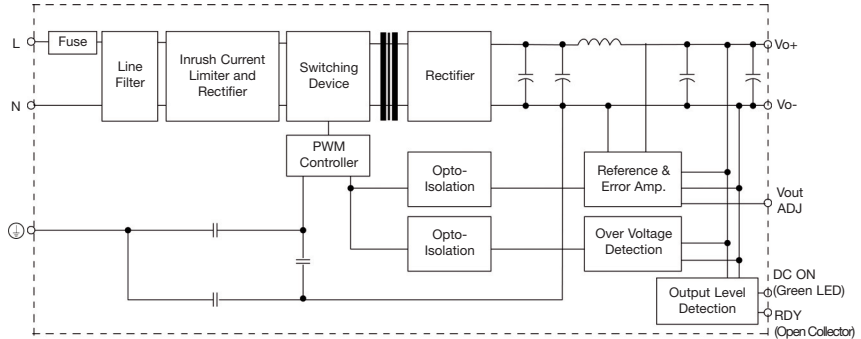 L
Fuse
Line
Filter
Inrush Current
Limiter and
Rectifier
Switching
Device
Rectifier
Vo+
N
Vo-
PWM
Controller
Opto-
Isolation
Reference &
Error Amp.
Vout
ADJ
Opto-
Isolation
Over Voltage
Detection
Output Level
Detection
DC ON
(Green LED)
RDY
(Open Collector)